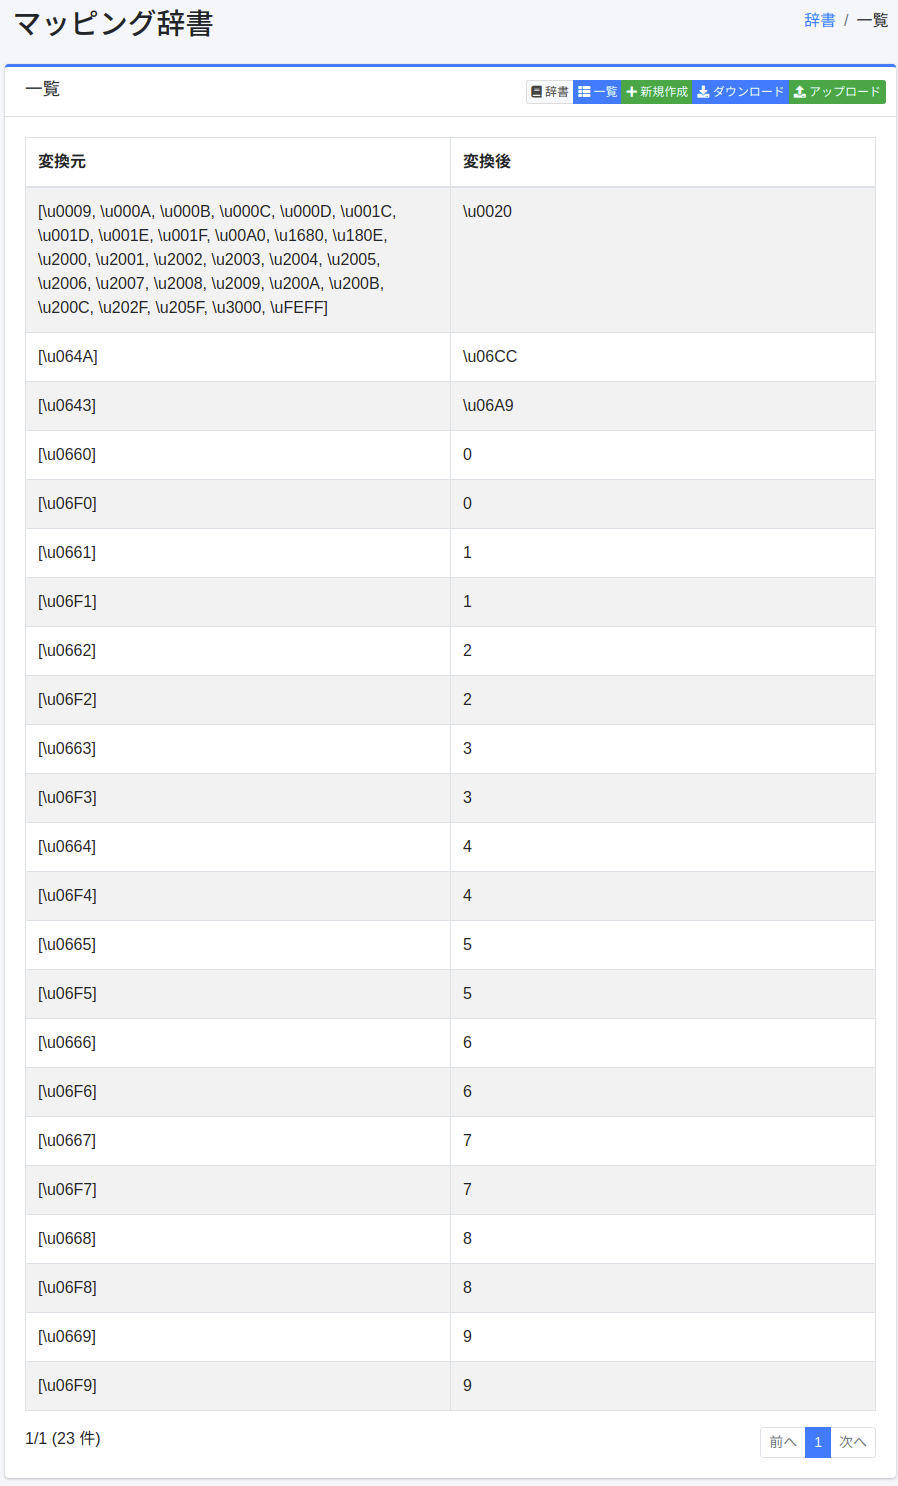 マッピング辞書
辞書 / 一覧
一覧
辞書 一覧 新規作成 ダウンロード アップロード
変換元 変換後
[\u0009, \u000A, \u000B, \u000C, \u000D, \u001C, \u0020
\u001D, \u001E, \u001F, \u00A0, \u1680, \u180E,
\u2000, \u2001, \u2002, \u2003, \u2004, \u2005,
\u2006, \u2007, \u2008, \u2009, \u200A, \u200B,
\u200C, \u202F, \u205F, \u3000, \uFEFF]
[\u064A] \u06CC
[\u0643] \u06A9
[\u0660] 0
[\u06F0] 0
[\u0661] 1
[\u06F1] 1
[\u0662] 2
[\u06F2] 2
[\u0663] 3
[\u06F3] 3
[\u0664] 4
[\u06F4] 4
[\u0665] 5
[\u06F5] 5
[\u0666] 6
[\u06F6] 6
[\u0667] 7
[\u06F7] 7
[\u0668] 8
[\u06F8] 8
[\u0669] 9
[\u06F9] 9
1/1 (23 件)
前へ 1 次へ